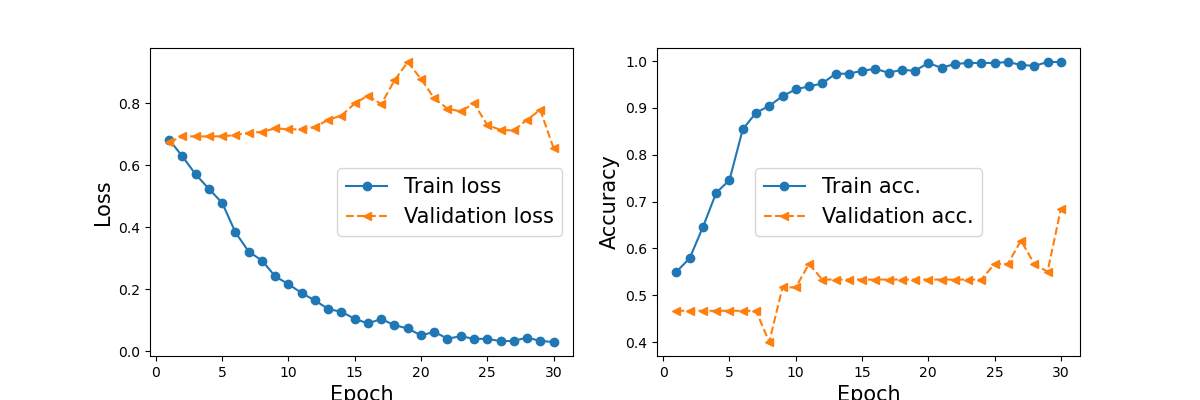 0.8
0.6
0.4
0.2
0.0
Loss
Train loss
Validation loss
0 5 10 15 20 25 30
Epoch
1.0
0.9
0.8
0.7
0.6
0.5
0.4
Accuracy
Train acc.
Validation acc.
0 5 10 15 20 25 30
Epoch